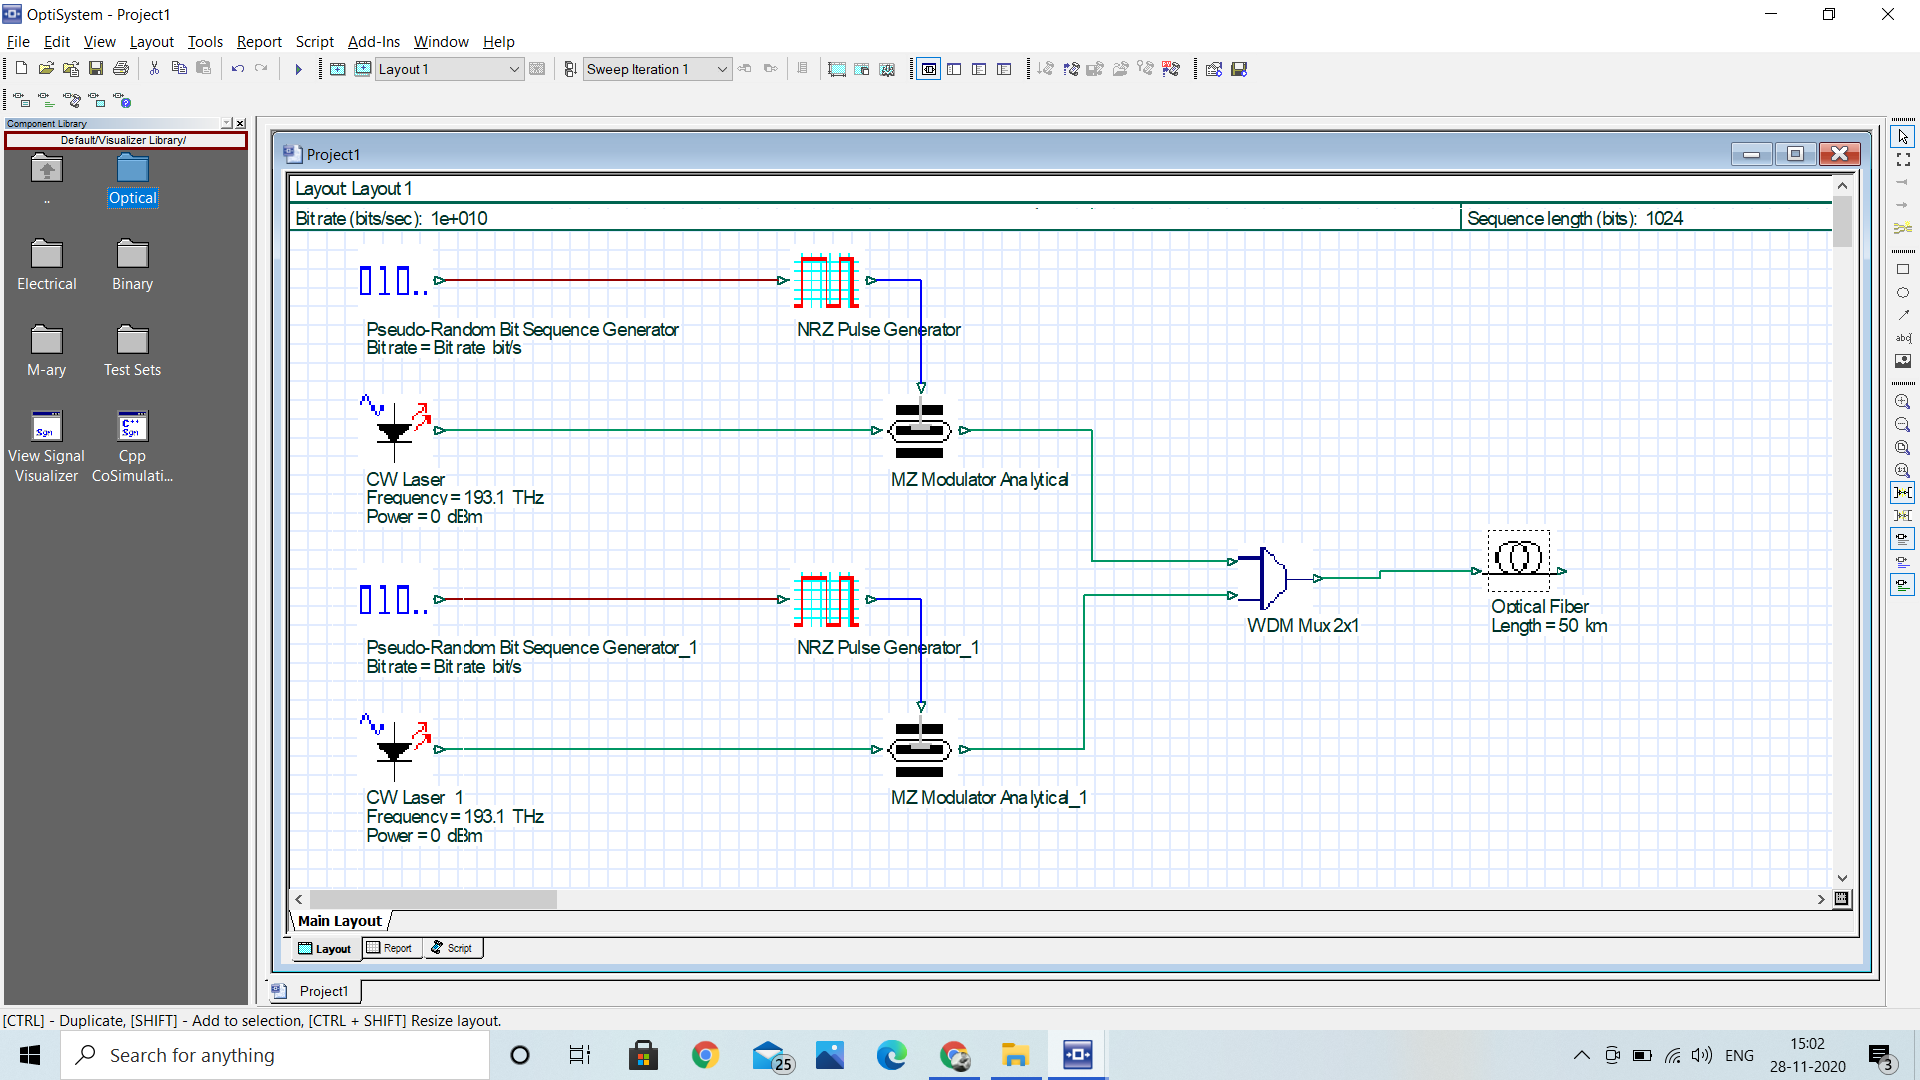 OptiSystem - Project1
File Edit View Layout Tools Report Script Add-Ins Window Help
Layout 1
Sweep Iteration 1
Component Library
Default/Visualizer Library/
..
Optical
Electrical
Binary
M-ary
Test Sets
Sgn
C++
Sgn
View Signal
Visualizer
Cpp
CoSimulati...
Project1
Layout: Layout 1
Bit rate (bits/sec): 1e+010
Sequence length (bits): 1024
010..
Pseudo-Random Bit Sequence Generator
Bit rate = Bit rate bit/s
NRZ Pulse Generator
CW Laser
Frequency = 193.1 THz
Power = 0 dBm
MZ Modulator Analytical
010..
Pseudo-Random Bit Sequence Generator_1
Bit rate = Bit rate bit/s
NRZ Pulse Generator_1
WDM Mux 2x1
Optical Fiber
Length = 50 km
CW Laser_1
Frequency = 193.1 THz
Power = 0 dBm
MZ Modulator Analytical_1
Main Layout
Layout
Report
Script
Project1
[CTRL] - Duplicate, [SHIFT] - Add to selection, [CTRL + SHIFT] Resize layout.
Search for anything
25
ENG
15:02
28-11-2020
3